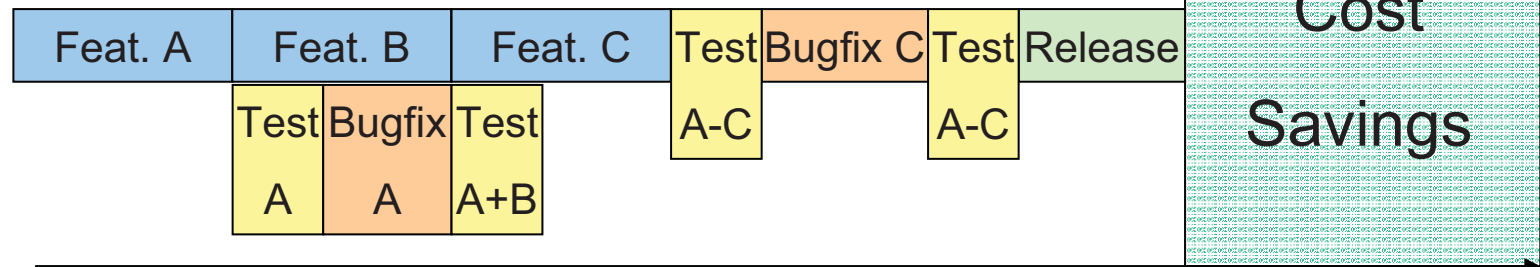 Feat. A
Feat. B
Feat. C
Test
A-C
Bugfix C
Test
A-C
Release
Test
A
Bugfix
A
Test
A+B
Cost
Savings